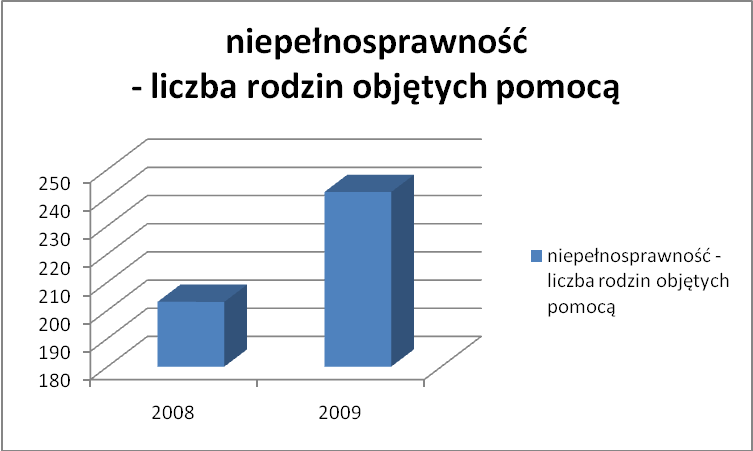 niepełnosprawność
- liczba rodzin objętych pomocą
250
240
230
220
210
200
190
180
2008
2009
niepełnosprawność -
liczba rodzin objętych
pomocą